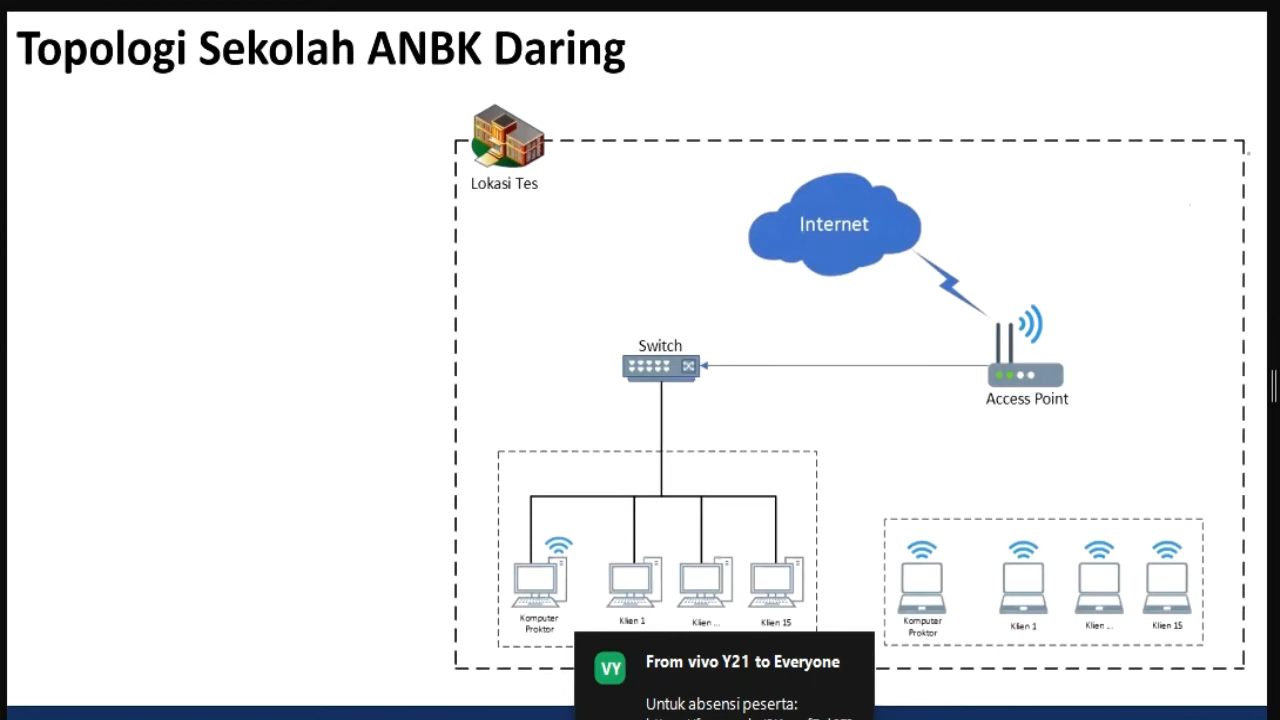 Topologi Sekolah ANBK Daring
Lokasi Tes
Internet
Switch
Access Point
Komputer
Proktor
Klien 1
Klien ...
Klien 15
Komputer
Proktor
Klien 1
Klien ...
Klien 15
VY
From vivo Y21 to Everyone
Untuk absensi peserta: